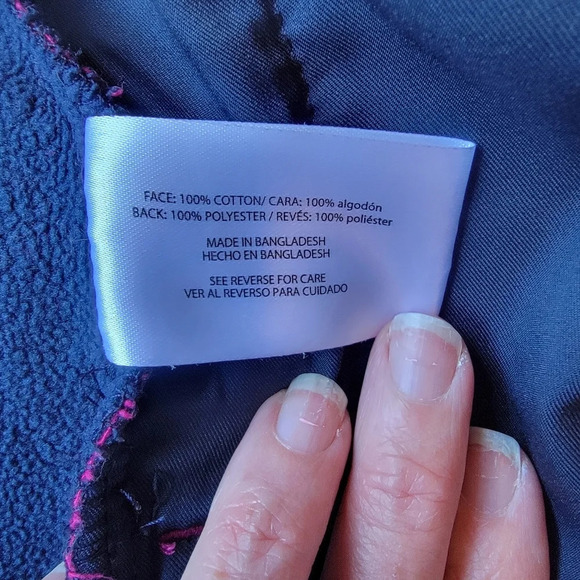 FACE: 100% COTTON/ CARA: 100% algodón
BACK: 100% POLYESTER / REVÉS: 100% poliéster
MADE IN BANGLADESH
HECHO EN BANGLADESH
SEE REVERSE FOR CARE
VER AL REVERSO PARA CUIDADO